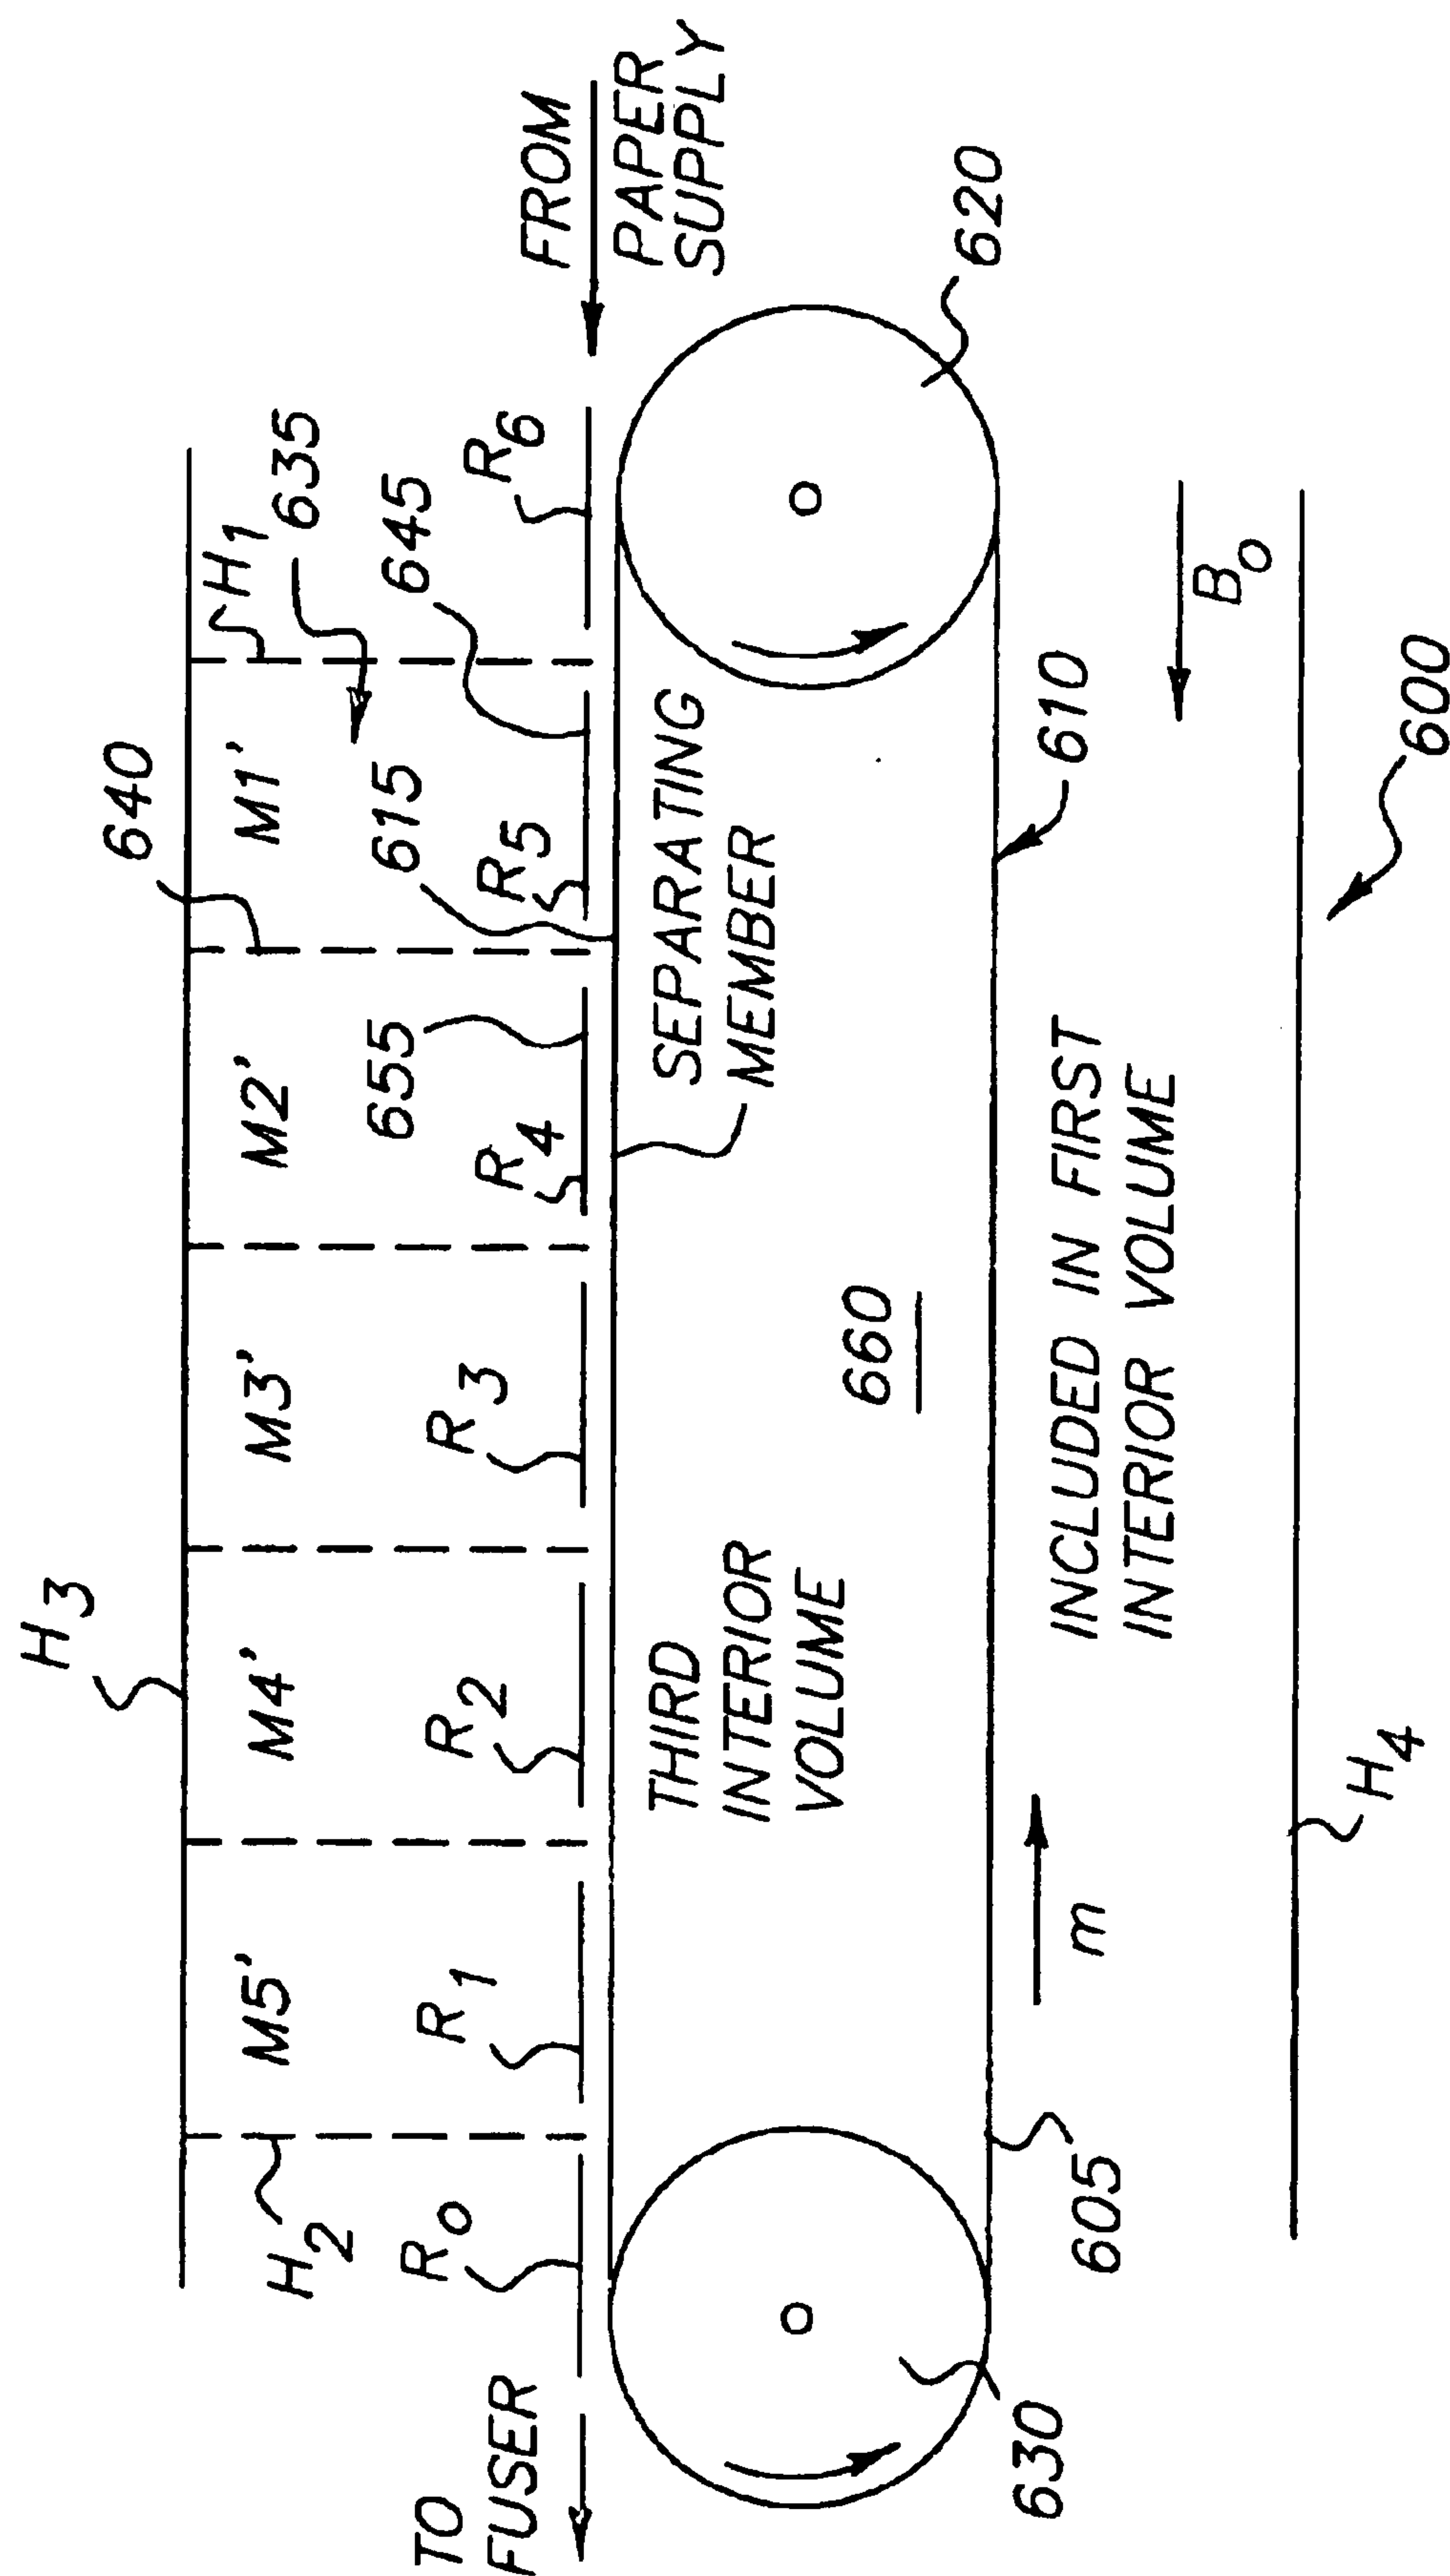 H3
640
H1
635
M5'
M4'
M3'
M2'
M1'
H2
645
615
655
R0
R1
R2
R3
R4
R5
R6
TO
FUSER
FROM
PAPER
SUPPLY
SEPARATING
MEMBER
THIRD
INTERIOR
VOLUME
660
620
630
605
m
610
INCLUDED IN FIRST
INTERIOR VOLUME
B0
H4
600